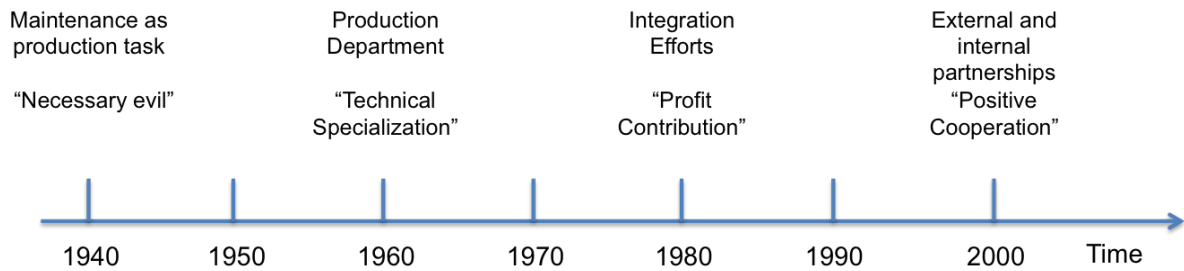 Maintenance as
production task
“Necessary evil”
Production
Department
“Technical
Specialization”
Integration
Efforts
“Profit
Contribution”
External and
internal
partnerships
“Positive
Cooperation”
1940
1950
1960
1970
1980
1990
2000
Time